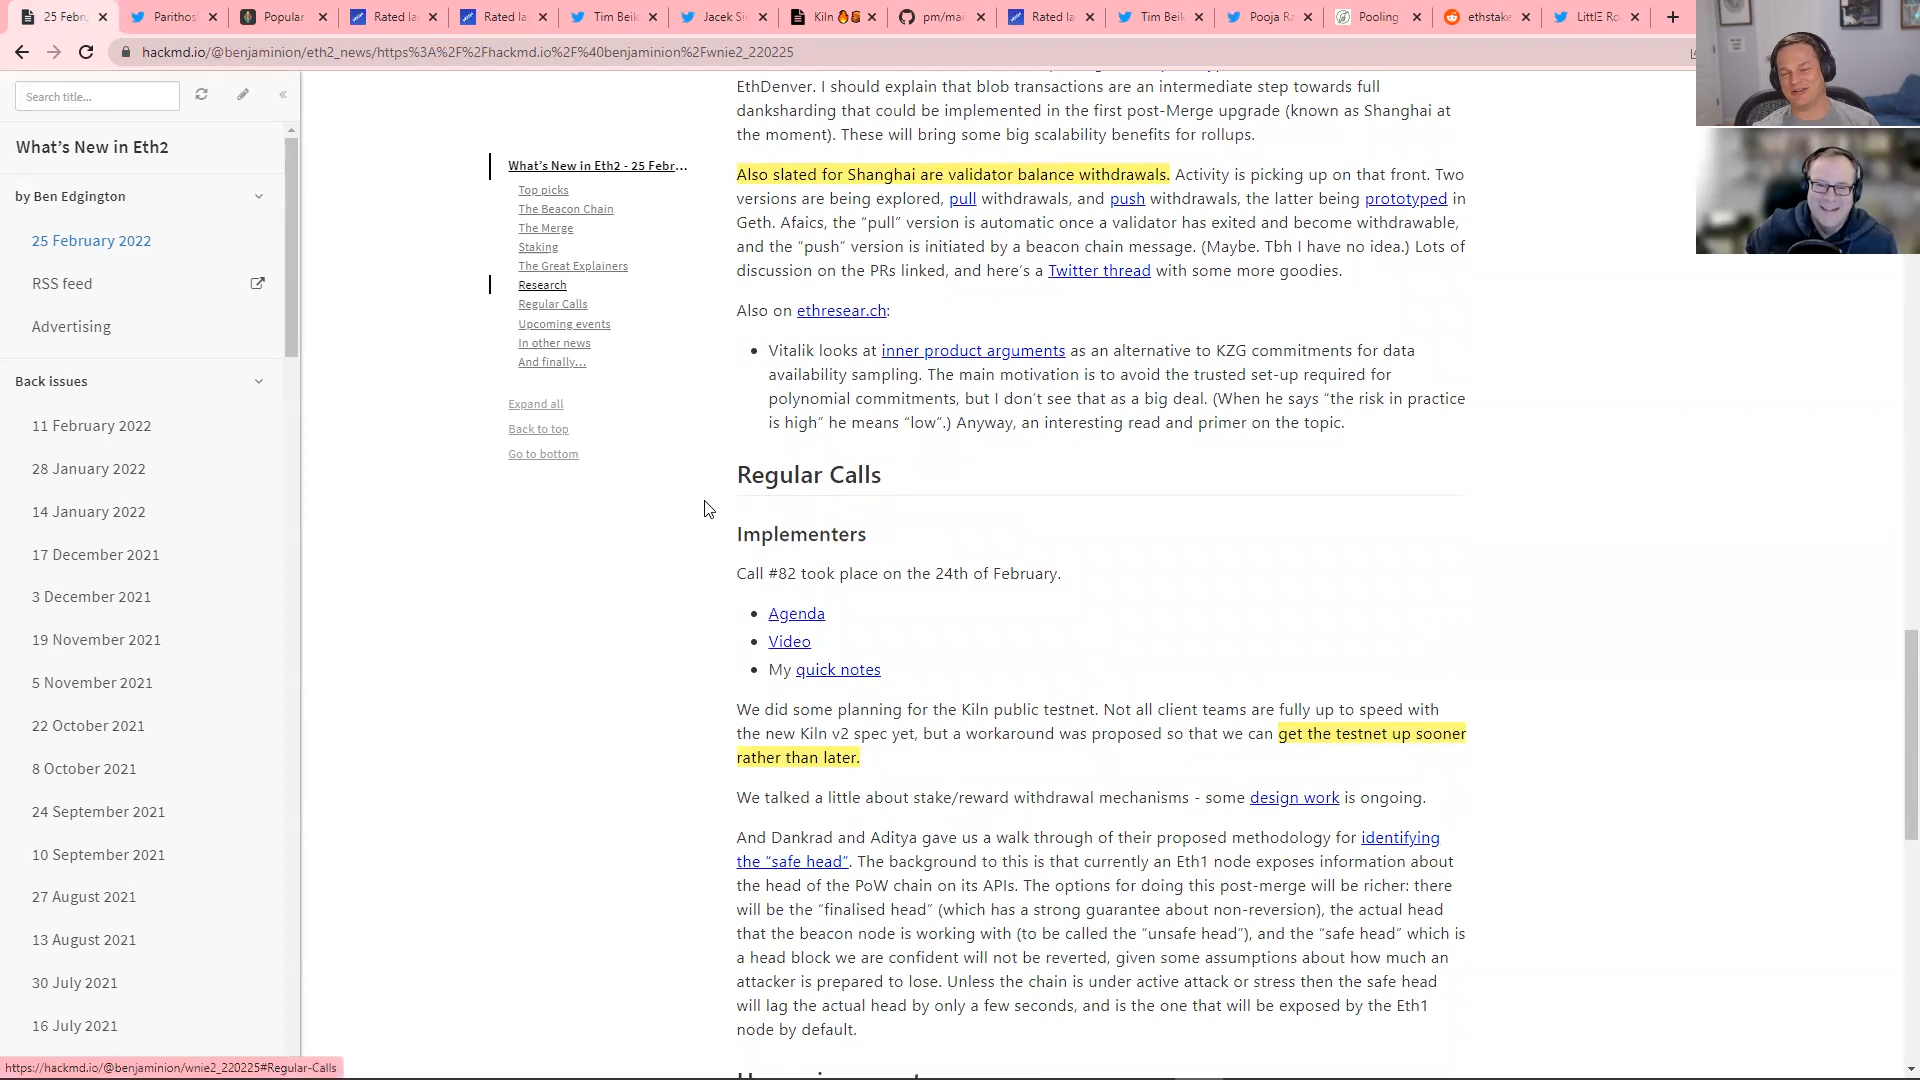 25 Febru
Parithos
Popular
Rated la
Rated la
Tim Beik
Jacek Si
Kiln
pm/mai
Rated la
Tim Beik
Pooja Ra
Pooling
ethstake
LittlΞ Ro
hackmd.io/@benjaminion/eth2_news/https%3A%2F%2Fhackmd.io%2F%40benjaminion%2Fwnie2_220225
Search title...
What's New in Eth2
by Ben Edgington
25 February 2022
RSS feed
Advertising
Back issues
11 February 2022
28 January 2022
14 January 2022
17 December 2021
3 December 2021
19 November 2021
5 November 2021
22 October 2021
8 October 2021
24 September 2021
10 September 2021
27 August 2021
13 August 2021
30 July 2021
16 July 2021
What's New in Eth2 - 25 Febr...
Top picks
The Beacon Chain
The Merge
Staking
The Great Explainers
Research
Regular Calls
Upcoming events
In other news
And finally...
Expand all
Back to top
Go to bottom
EthDenver. I should explain that blob transactions are an intermediate step towards full
danksharding that could be implemented in the first post-Merge upgrade (known as Shanghai at
the moment). These will bring some big scalability benefits for rollups.
Also slated for Shanghai are validator balance withdrawals. Activity is picking up on that front. Two
versions are being explored, pull withdrawals, and push withdrawals, the latter being prototyped in
Geth. Afaics, the "pull" version is automatic once a validator has exited and become withdrawable,
and the "push" version is initiated by a beacon chain message. (Maybe. Tbh I have no idea.) Lots of
discussion on the PRs linked, and here's a Twitter thread with some more goodies.
Also on ethresear.ch:
• Vitalik looks at inner product arguments as an alternative to KZG commitments for data
availability sampling. The main motivation is to avoid the trusted set-up required for
polynomial commitments, but I don't see that as a big deal. (When he says "the risk in practice
is high" he means "low".) Anyway, an interesting read and primer on the topic.
Regular Calls
Implementers
Call #82 took place on the 24th of February.
• Agenda
• Video
• My quick notes
We did some planning for the Kiln public testnet. Not all client teams are fully up to speed with
the new Kiln v2 spec yet, but a workaround was proposed so that we can get the testnet up sooner
rather than later.
We talked a little about stake/reward withdrawal mechanisms - some design work is ongoing.
And Dankrad and Aditya gave us a walk through of their proposed methodology for identifying
the "safe head". The background to this is that currently an Eth1 node exposes information about
the head of the PoW chain on its APIs. The options for doing this post-merge will be richer: there
will be the "finalised head" (which has a strong guarantee about non-reversion), the actual head
that the beacon node is working with (to be called the "unsafe head"), and the "safe head" which is
a head block we are confident will not be reverted, given some assumptions about how much an
attacker is prepared to lose. Unless the chain is under active attack or stress then the safe head
will lag the actual head by only a few seconds, and is the one that will be exposed by the Eth1
node by default.
https://hackmd.io/@benjaminion/wnie2_220225#Regular-Calls